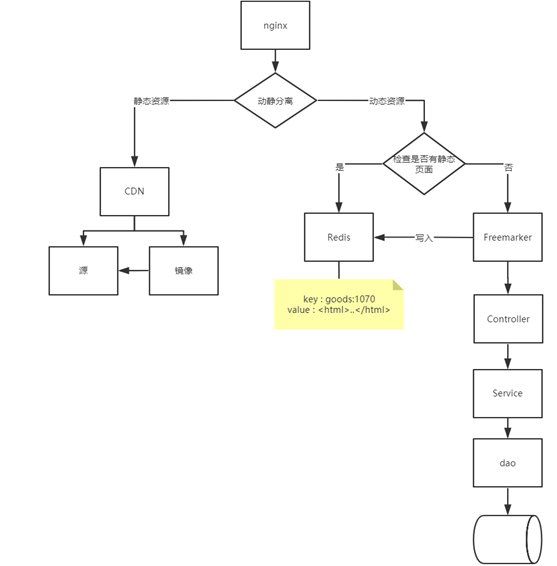 nginx
动静分离
静态资源
动态资源
检查是否有静态
页面
是
否
CDN
Redis
写入
Freemarker
源
镜像
key : goods:1070
value : <html>..</html>
Controller
Service
dao